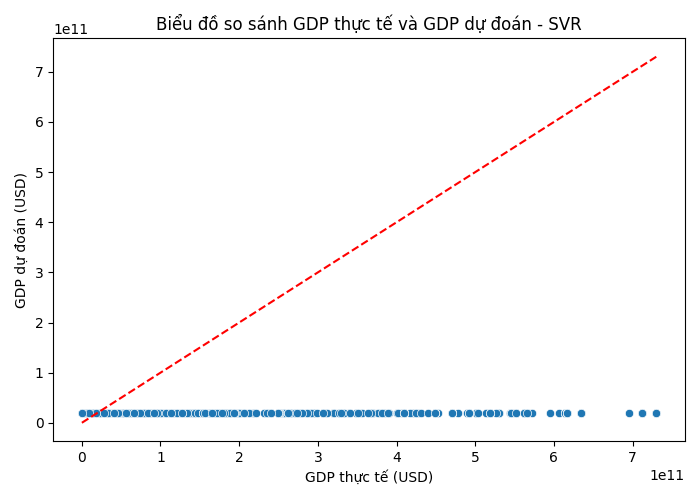 Biểu đồ so sánh GDP thực tế và GDP dự đoán - SVR
1e11
7
6
5
4
3
2
1
0
GDP dự đoán (USD)
0 1 2 3 4 5 6 7
1e11
GDP thực tế (USD)